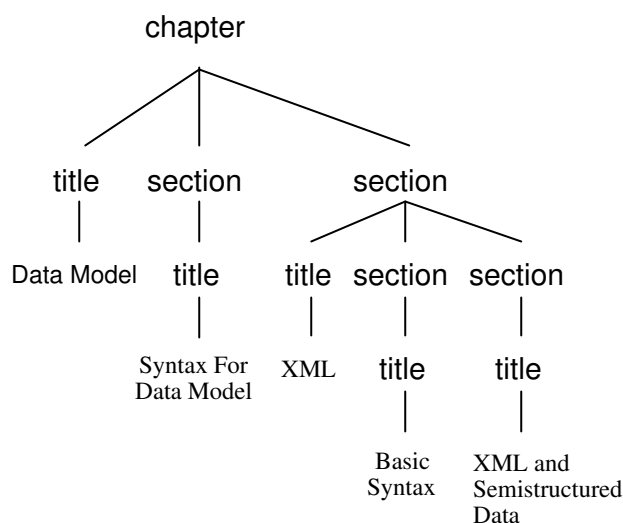 chapter
title section section
Data Model title title section section
Syntax For
Data Model
XML title title
Basic
Syntax
XML and
Semistructured
Data